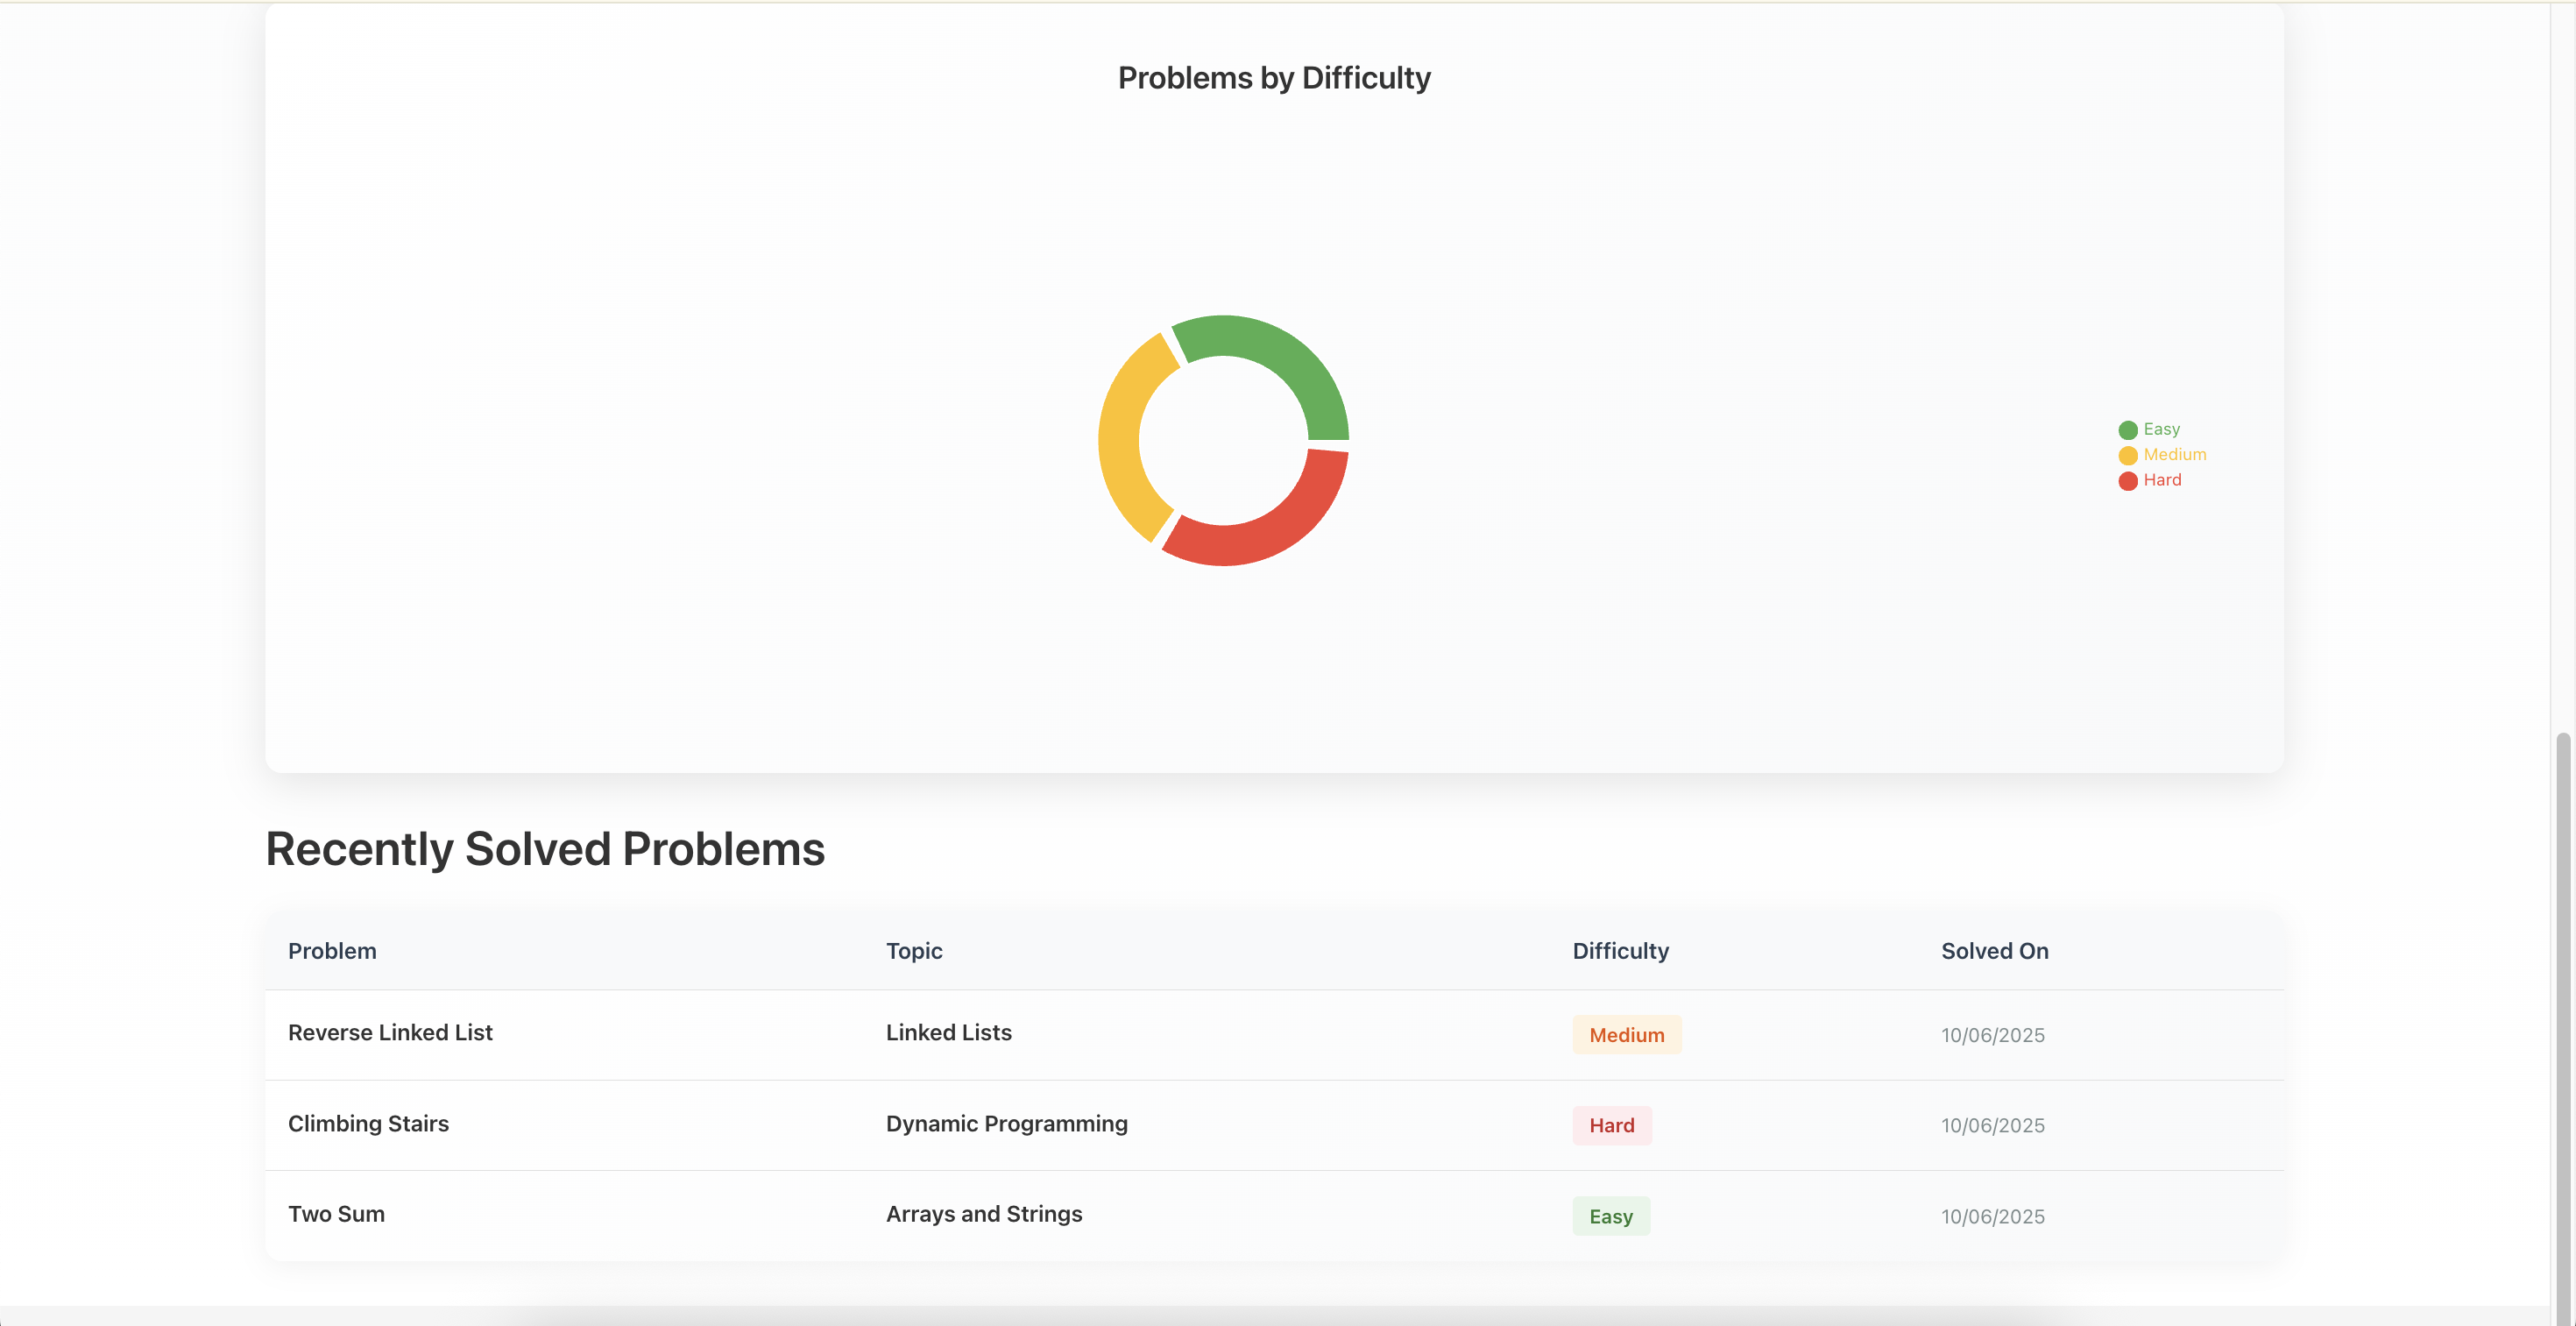 Problems by Difficulty
Easy
Medium
Hard
Recently Solved Problems
Problem Topic Difficulty Solved On
Reverse Linked List Linked Lists Medium 10/06/2025
Climbing Stairs Dynamic Programming Hard 10/06/2025
Two Sum Arrays and Strings Easy 10/06/2025